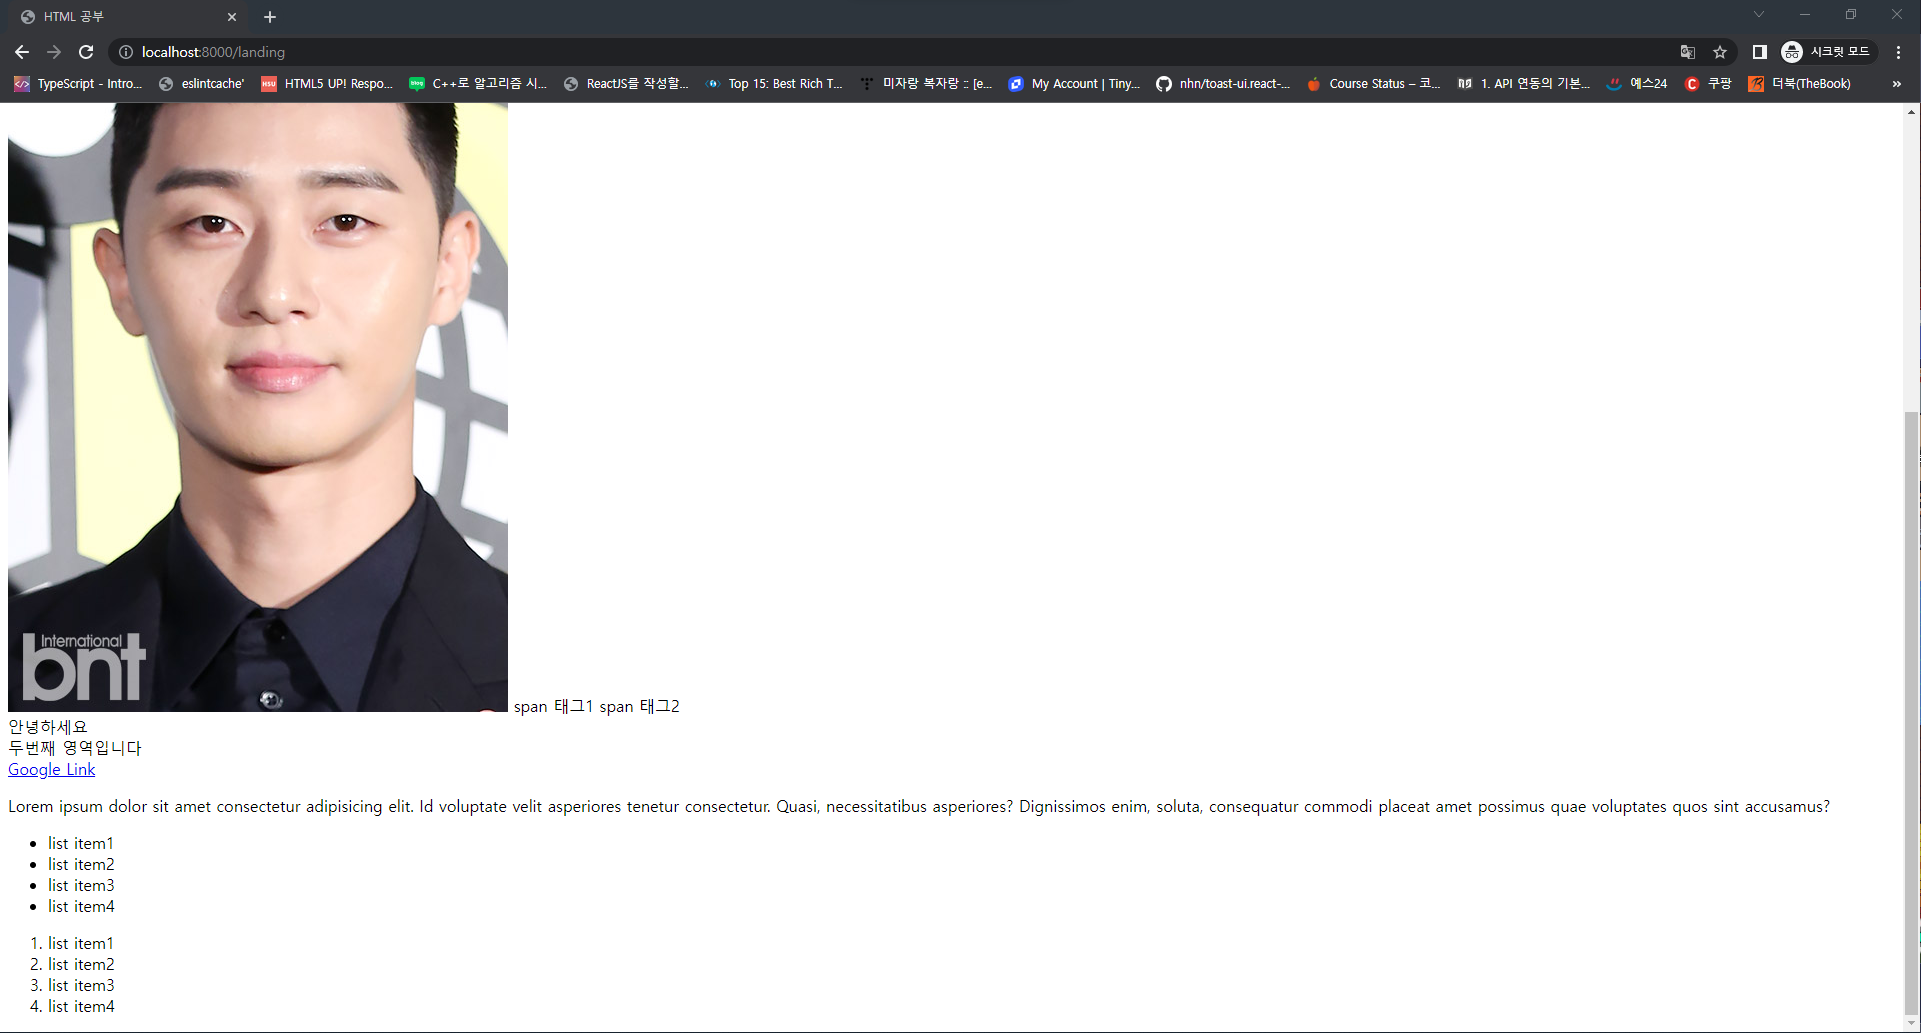 HTML 공부
localhost:8000/landing
시크릿 모드
TypeScript - Intro...
eslintcache'
HTML5 UP! Respo...
C++로 알고리즘 시...
ReactJS를 작성할...
Top 15: Best Rich T...
미자랑 복자랑 :: [e...
My Account | Tiny...
nhn/toast-ui.react-...
Course Status – 코...
1. API 연동의 기본...
예스24
쿠팡
더북(TheBook)
International
bnt
span 태그1 span 태그2
안녕하세요
두번째 영역입니다
Google Link
Lorem ipsum dolor sit amet consectetur adipisicing elit. Id voluptate velit asperiores tenetur consectetur. Quasi, necessitatibus asperiores? Dignissimos enim, soluta, consequatur commodi placeat amet possimus quae voluptates quos sint accusamus?
• list item1
• list item2
• list item3
• list item4
1. list item1
2. list item2
3. list item3
4. list item4